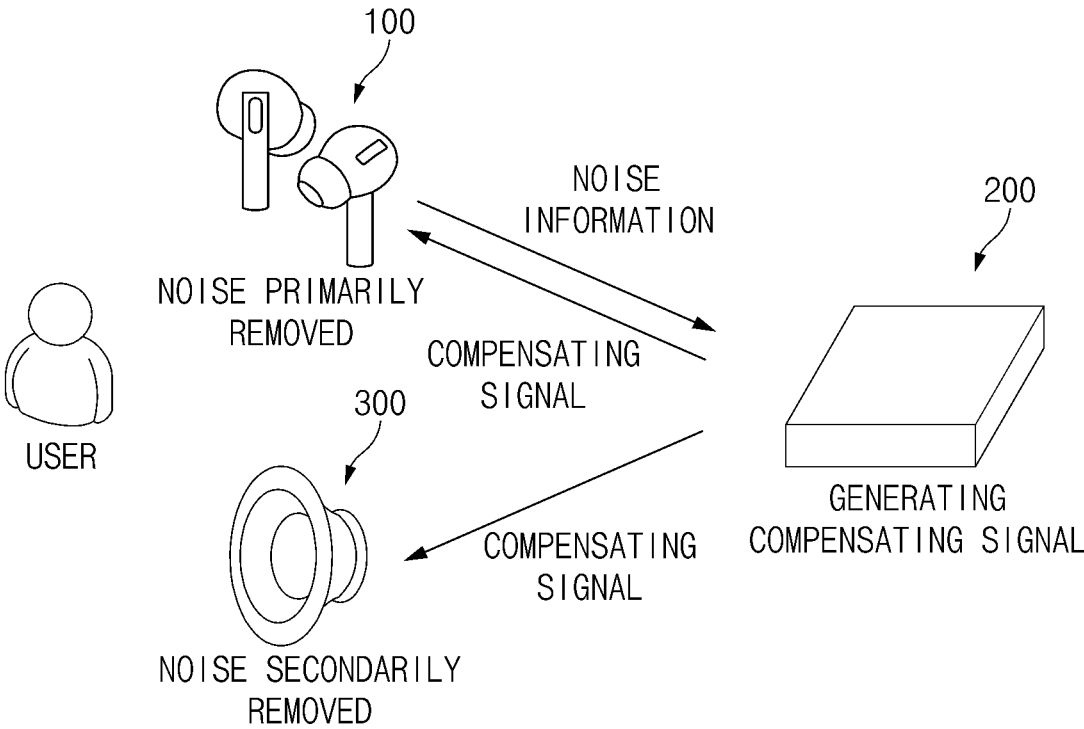 100
NOISE
INFORMATION
200
NOISE PRIMARILY
REMOVED
COMPENSATING
SIGNAL
300
USER
GENERATING
COMPENSATING SIGNAL
COMPENSATING
SIGNAL
NOISE SECONDARILY
REMOVED